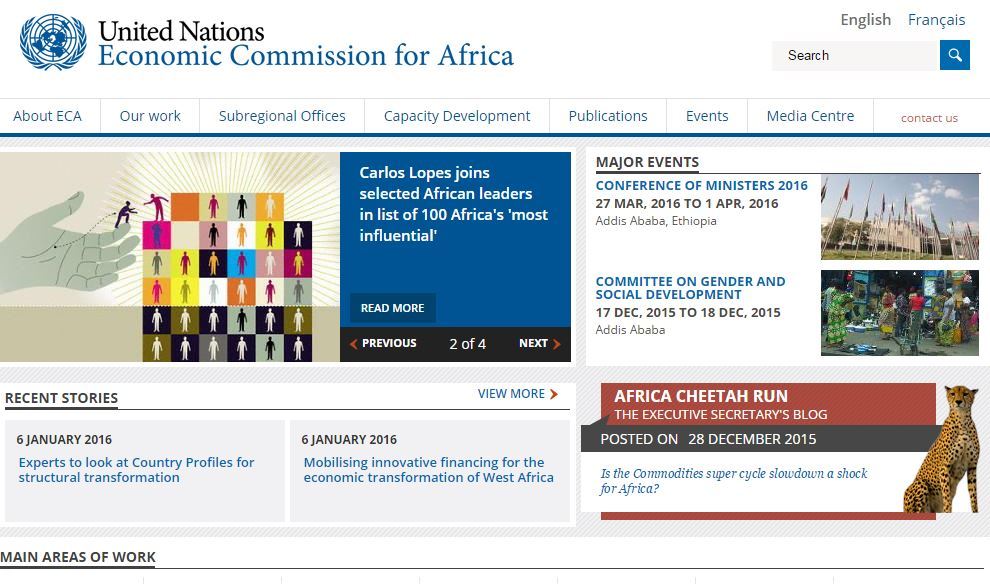 United Nations
Economic Commission for Africa
English Français
Search
About ECA Our work Subregional Offices Capacity Development Publications Events Media Centre contact us
Carlos Lopes joins
selected African leaders
in list of 100 Africa's 'most
influential'
READ MORE
PREVIOUS 2 of 4 NEXT
MAJOR EVENTS
CONFERENCE OF MINISTERS 2016
27 MAR, 2016 TO 1 APR, 2016
Addis Ababa, Ethiopia
COMMITTEE ON GENDER AND
SOCIAL DEVELOPMENT
17 DEC, 2015 TO 18 DEC, 2015
Addis Ababa
RECENT STORIES
VIEW MORE
6 JANUARY 2016
Experts to look at Country Profiles for
structural transformation
6 JANUARY 2016
Mobilising innovative financing for the
economic transformation of West Africa
AFRICA CHEETAH RUN
THE EXECUTIVE SECRETARY'S BLOG
POSTED ON 28 DECEMBER 2015
Is the Commodities super cycle slowdown a shock
for Africa?
MAIN AREAS OF WORK